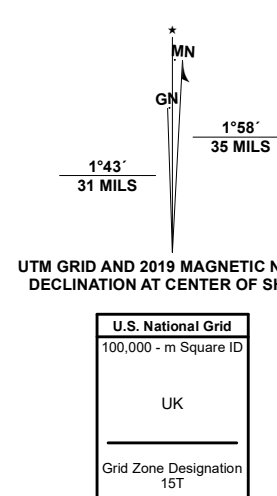 ★
MN
GN
1°58´
35 MILS
1°43´
31 MILS
UTM GRID AND 2019 MAGNETIC N
DECLINATION AT CENTER OF SH
U.S. National Grid
100,000 - m Square ID
UK
Grid Zone Designation
15T